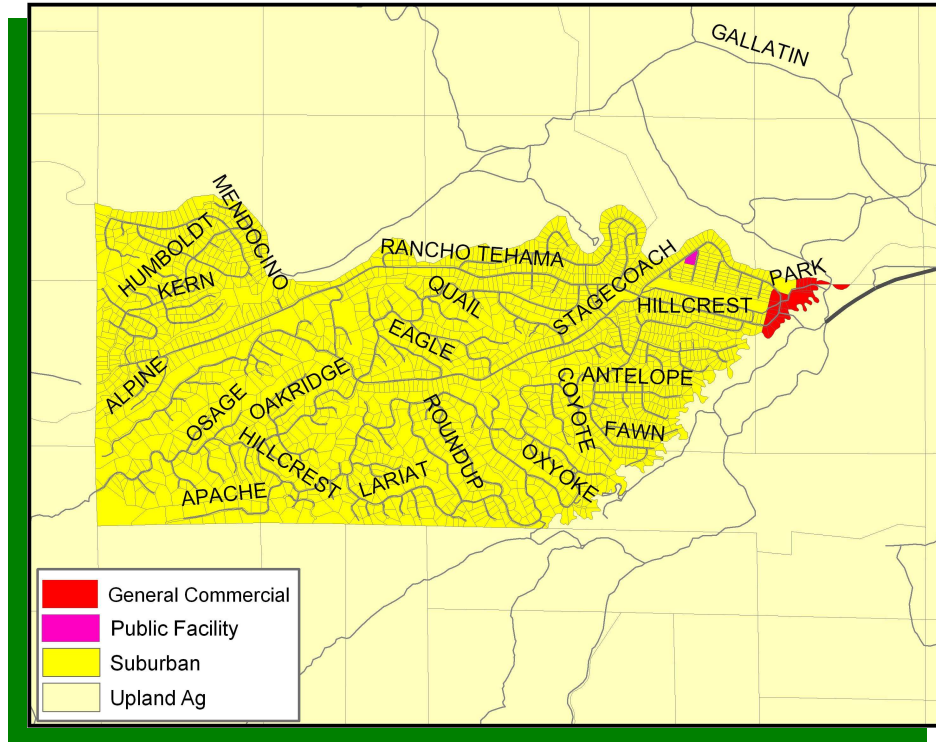 GALLATIN
MENDOCINO
HUMBOLDT
KERN
RANCHO TEHAMA
STAGECOACH
PARK
QUAIL
HILLCREST
EAGLE
ALPINE
OSAGE
OAKRIDGE
COYOTE
ANTELOPE
ROUNDUP
FAWN
HILLCREST
LARIAT
OXYOKE
APACHE
General Commercial
Public Facility
Suburban
Upland Ag